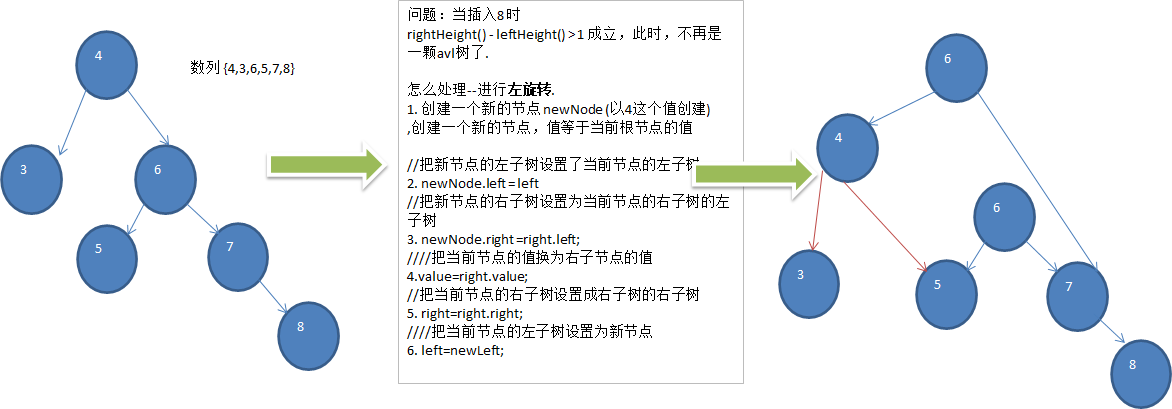 4
3
6
5
7
8
数列 {4,3,6,5,7,8}
问题：当插入8时
rightHeight() - leftHeight() >1 成立，此时，不再是
一颗avl树了.
怎么处理--进行左旋转.
1. 创建一个新的节点 newNode (以4这个值创建)
,创建一个新的节点，值等于当前根节点的值
//把新节点的左子树设置了当前节点的左子树
2. newNode.left = left
//把新节点的右子树设置为当前节点的右子树的左
子树
3. newNode.right =right.left;
////把当前节点的值换为右子节点的值
4.value=right.value;
//把当前节点的右子树设置成右子树的右子树
5. right=right.right;
////把当前节点的左子树设置为新节点
6. left=newLeft;
6
4
6
3
5
7
8